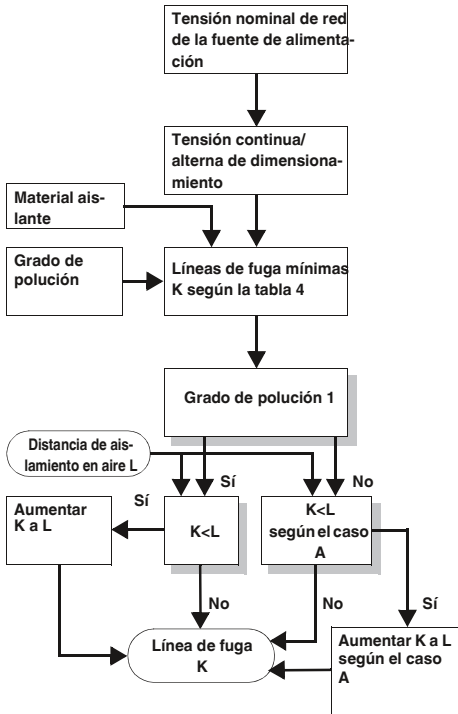 Tensión nominal de red
de la fuente de alimenta-
ción
Tensión continua/
alterna de dimensiona-
miento
Material ais-
lante
Grado de
polución
Líneas de fuga mínimas
K según la tabla 4
Grado de polución 1
Distancia de ais-
lamiento en aire L
Sí
No
Aumentar
K a L
Sí
K<L
K<L
según el caso
A
No
No
Sí
Línea de fuga
K
Aumentar K a L
según el caso
A